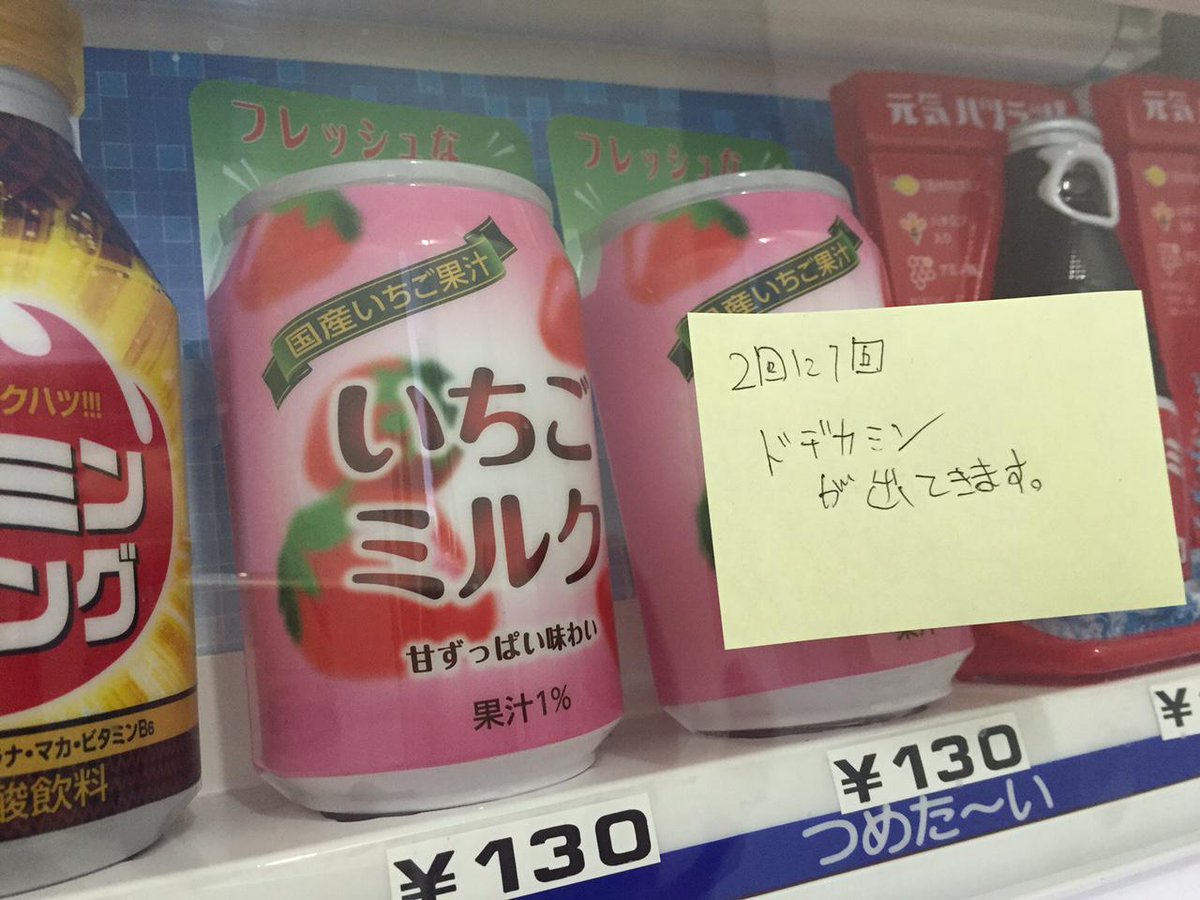 フレッシュな
国産いちご果汁
いちご
ミルク
甘ずっぱい味わい
果汁1%
¥130
フレッシュな
国産いちご果汁
2回に1回
ドデカミン
が出てきます。
¥130
つめた〜い
クハツ!!!
ミン
ング
ラナ・マカ・ビタミンB6
酸飲料
元気ハツラツ
元気
¥